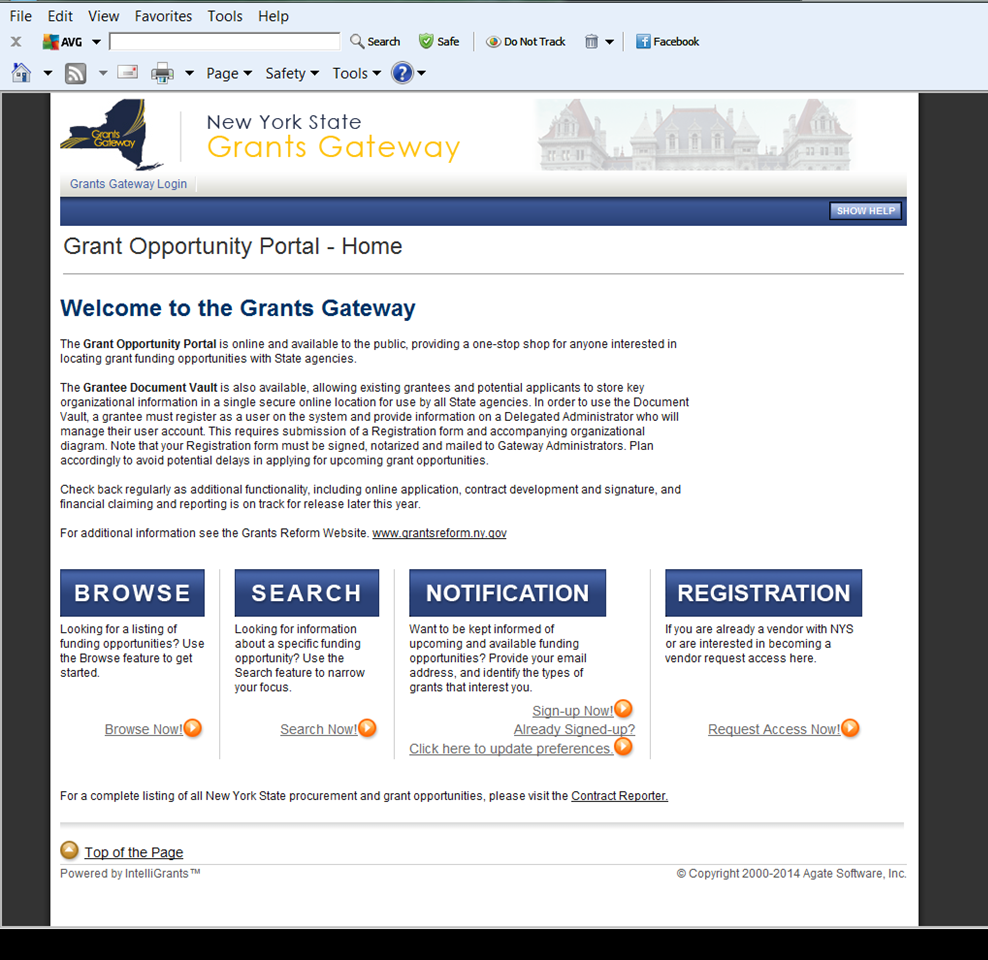 File Edit View Favorites Tools Help
x AVG Search Safe Do Not Track Facebook
Page Safety Tools ?
Grants
Gateway
New York State
Grants Gateway
Grants Gateway Login
SHOW HELP
Grant Opportunity Portal - Home
Welcome to the Grants Gateway
The Grant Opportunity Portal is online and available to the public, providing a one-stop shop for anyone interested in
locating grant funding opportunities with State agencies.
The Grantee Document Vault is also available, allowing existing grantees and potential applicants to store key
organizational information in a single secure online location for use by all State agencies. In order to use the Document
Vault, a grantee must register as a user on the system and provide information on a Delegated Administrator who will
manage their user account. This requires submission of a Registration form and accompanying organizational
diagram. Note that your Registration form must be signed, notarized and mailed to Gateway Administrators. Plan
accordingly to avoid potential delays in applying for upcoming grant opportunities.
Check back regularly as additional functionality, including online application, contract development and signature, and
financial claiming and reporting is on track for release later this year.
For additional information see the Grants Reform Website. www.grantsreform.ny.gov
BROWSE
Looking for a listing of
funding opportunities? Use
the Browse feature to get
started.
Browse Now!
SEARCH
Looking for information
about a specific funding
opportunity? Use the
Search feature to narrow
your focus.
Search Now!
NOTIFICATION
Want to be kept informed of
upcoming and available funding
opportunities? Provide your email
address, and identify the types of
grants that interest you.
Sign-up Now!
Already Signed-up?
Click here to update preferences.
REGISTRATION
If you are already a vendor with NYS
or are interested in becoming a
vendor request access here.
Request Access Now!
For a complete listing of all New York State procurement and grant opportunities, please visit the Contract Reporter.
Top of the Page
Powered by IntelliGrants™
© Copyright 2000-2014 Agate Software, Inc.